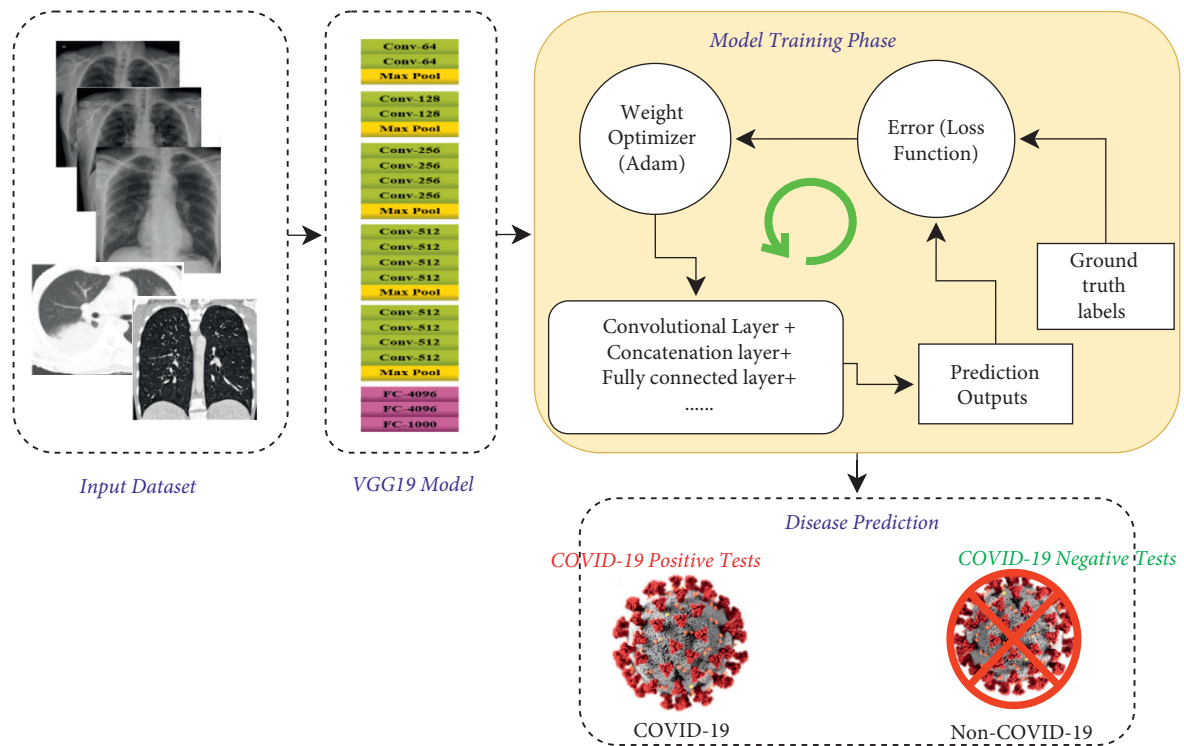 Input Dataset
Conv-64
Conv-64
Max Pool
Conv-128
Conv-128
Max Pool
Conv-256
Conv-256
Conv-256
Conv-256
Max Pool
Conv-512
Conv-512
Conv-512
Conv-512
Max Pool
Conv-512
Conv-512
Conv-512
Conv-512
Max Pool
FC-4096
FC-4096
FC-1000
VGG19 Model
Model Training Phase
Weight
Optimizer
(Adam)
Error (Loss
Function)
Ground
truth
labels
Convolutional Layer +
Concatenation layer+
Fully connected layer+
......
Prediction
Outputs
Disease Prediction
COVID-19 Positive Tests
COVID-19 Negative Tests
COVID-19
Non-COVID-19